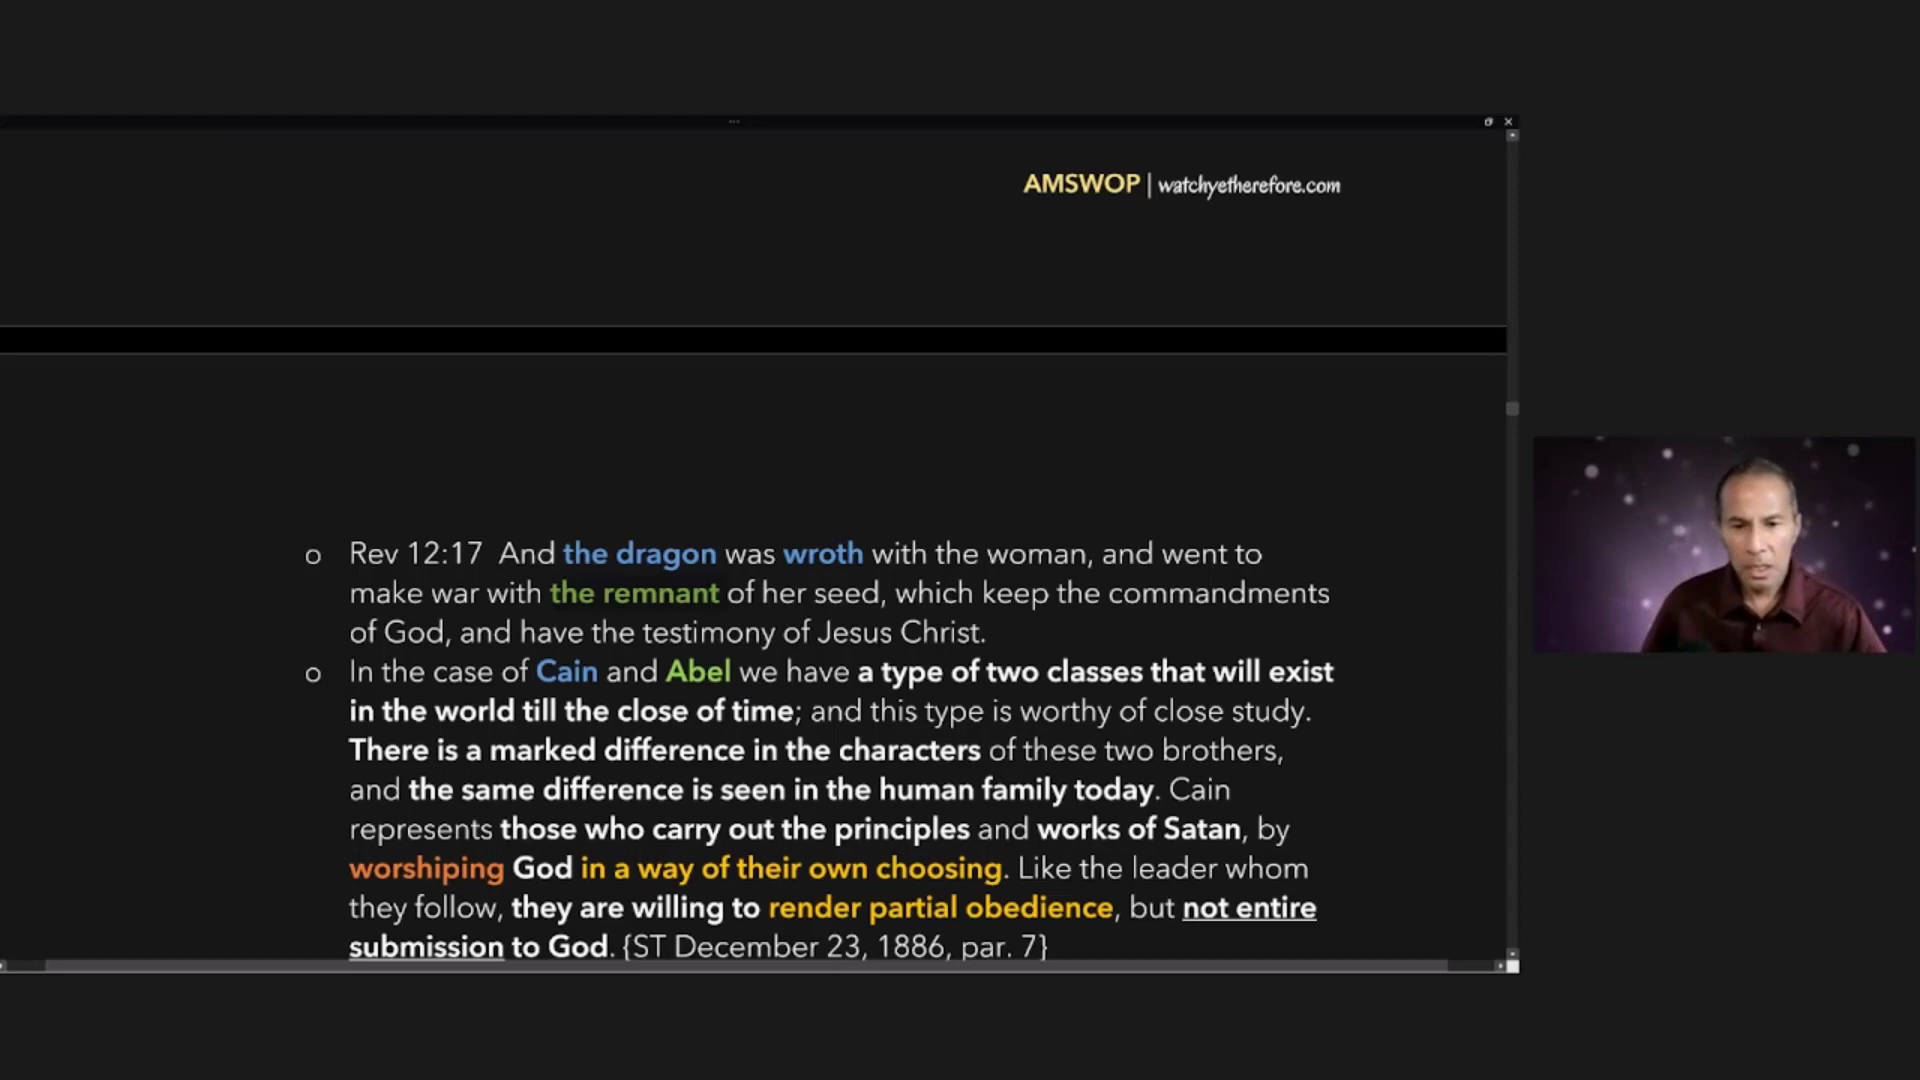 AMSWOP | watchyetherefore.com
o Rev 12:17 And the dragon was wroth with the woman, and went to
make war with the remnant of her seed, which keep the commandments
of God, and have the testimony of Jesus Christ.
o In the case of Cain and Abel we have a type of two classes that will exist
in the world till the close of time; and this type is worthy of close study.
There is a marked difference in the characters of these two brothers,
and the same difference is seen in the human family today. Cain
represents those who carry out the principles and works of Satan, by
worshiping God in a way of their own choosing. Like the leader whom
they follow, they are willing to render partial obedience, but not entire
submission to God. {ST December 23, 1886, par. 7}